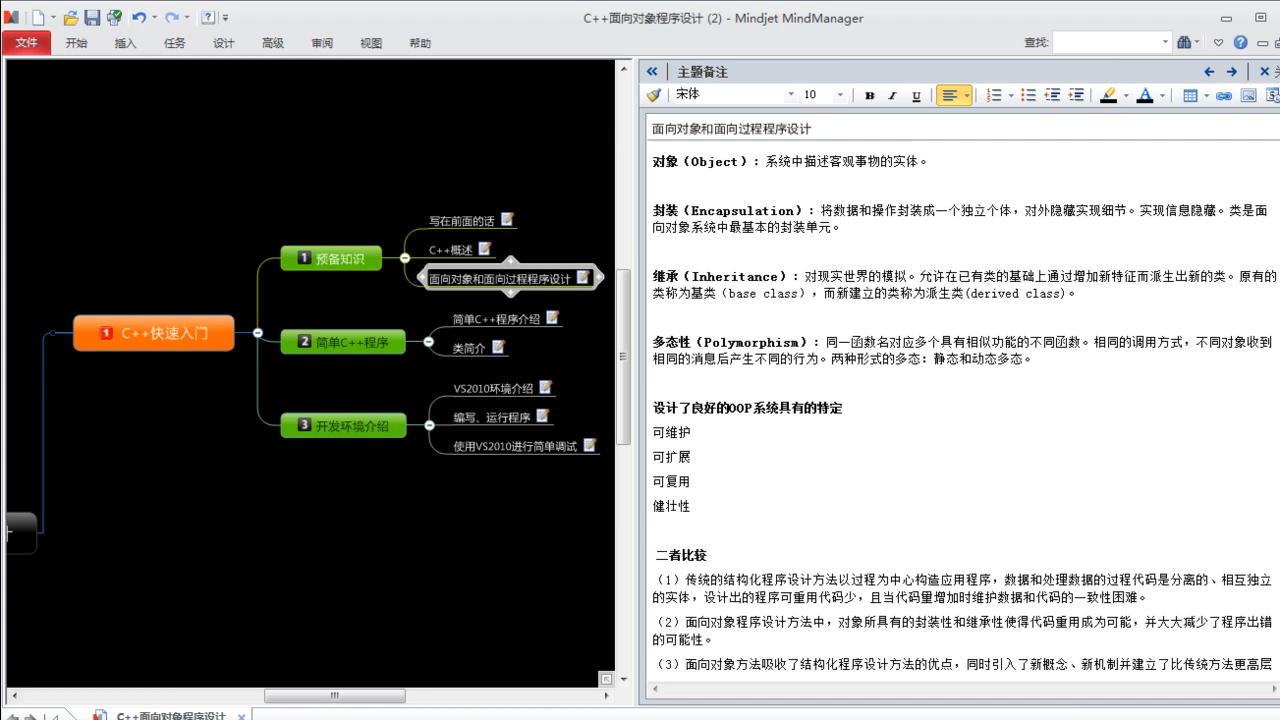 C++面向对象程序设计 (2) - Mindjet MindManager
文件 开始 插入 任务 设计 高级 审阅 视图 帮助 查找:
主题备注
宋体 10 B I U A
面向对象和面向过程程序设计
对象（Object）：系统中描述客观事物的实体。
封装（Encapsulation）：将数据和操作封装成一个独立个体，对外隐藏实现细节。实现信息隐藏。类是面
向对象系统中最基本的封装单元。
继承（Inheritance）：对现实世界的模拟。允许在已有类的基础上通过增加新特征而派生出新的类。原有的
类称为基类（base class），而新建立的类称为派生类(derived class)。
多态性（Polymorphism）：同一函数名对应多个具有相似功能的不同函数。相同的调用方式，不同对象收到
相同的消息后产生不同的行为。两种形式的多态：静态和动态多态。
设计了良好的OOP系统具有的特定
可维护
可扩展
可复用
健壮性
二者比较
（1）传统的结构化程序设计方法以过程为中心构造应用程序，数据和处理数据的过程代码是分离的、相互独立
的实体，设计出的程序可重用代码少，且当代码量增加时维护数据和代码的一致性困难。
（2）面向对象程序设计方法中，对象所具有的封装性和继承性使得代码重用成为可能，并大大减少了程序出错
的可能性。
（3）面向对象方法吸收了结构化程序设计方法的优点，同时引入了新概念、新机制并建立了比传统方法更高层
1 C++快速入门
1 预备知识
写在前面的话
C++概述
面向对象和面向过程程序设计
2 简单C++程序
简单C++程序介绍
类简介
3 开发环境介绍
VS2010环境介绍
编写、运行程序
使用VS2010进行简单调试
C++面向对象程序设计